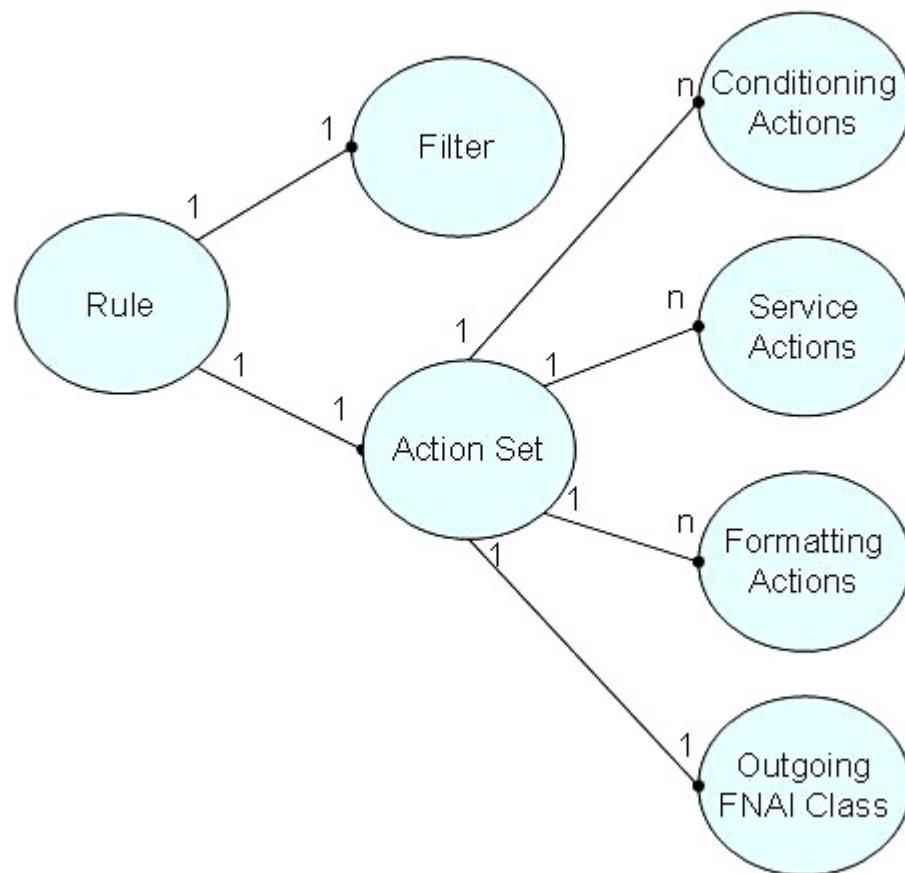 Conditioning
Actions
n
1
Filter
1
Rule
1
1
1
Action Set
1
n
Service
Actions
1
n
Formatting
Actions
1
1
Outgoing
FNAI Class